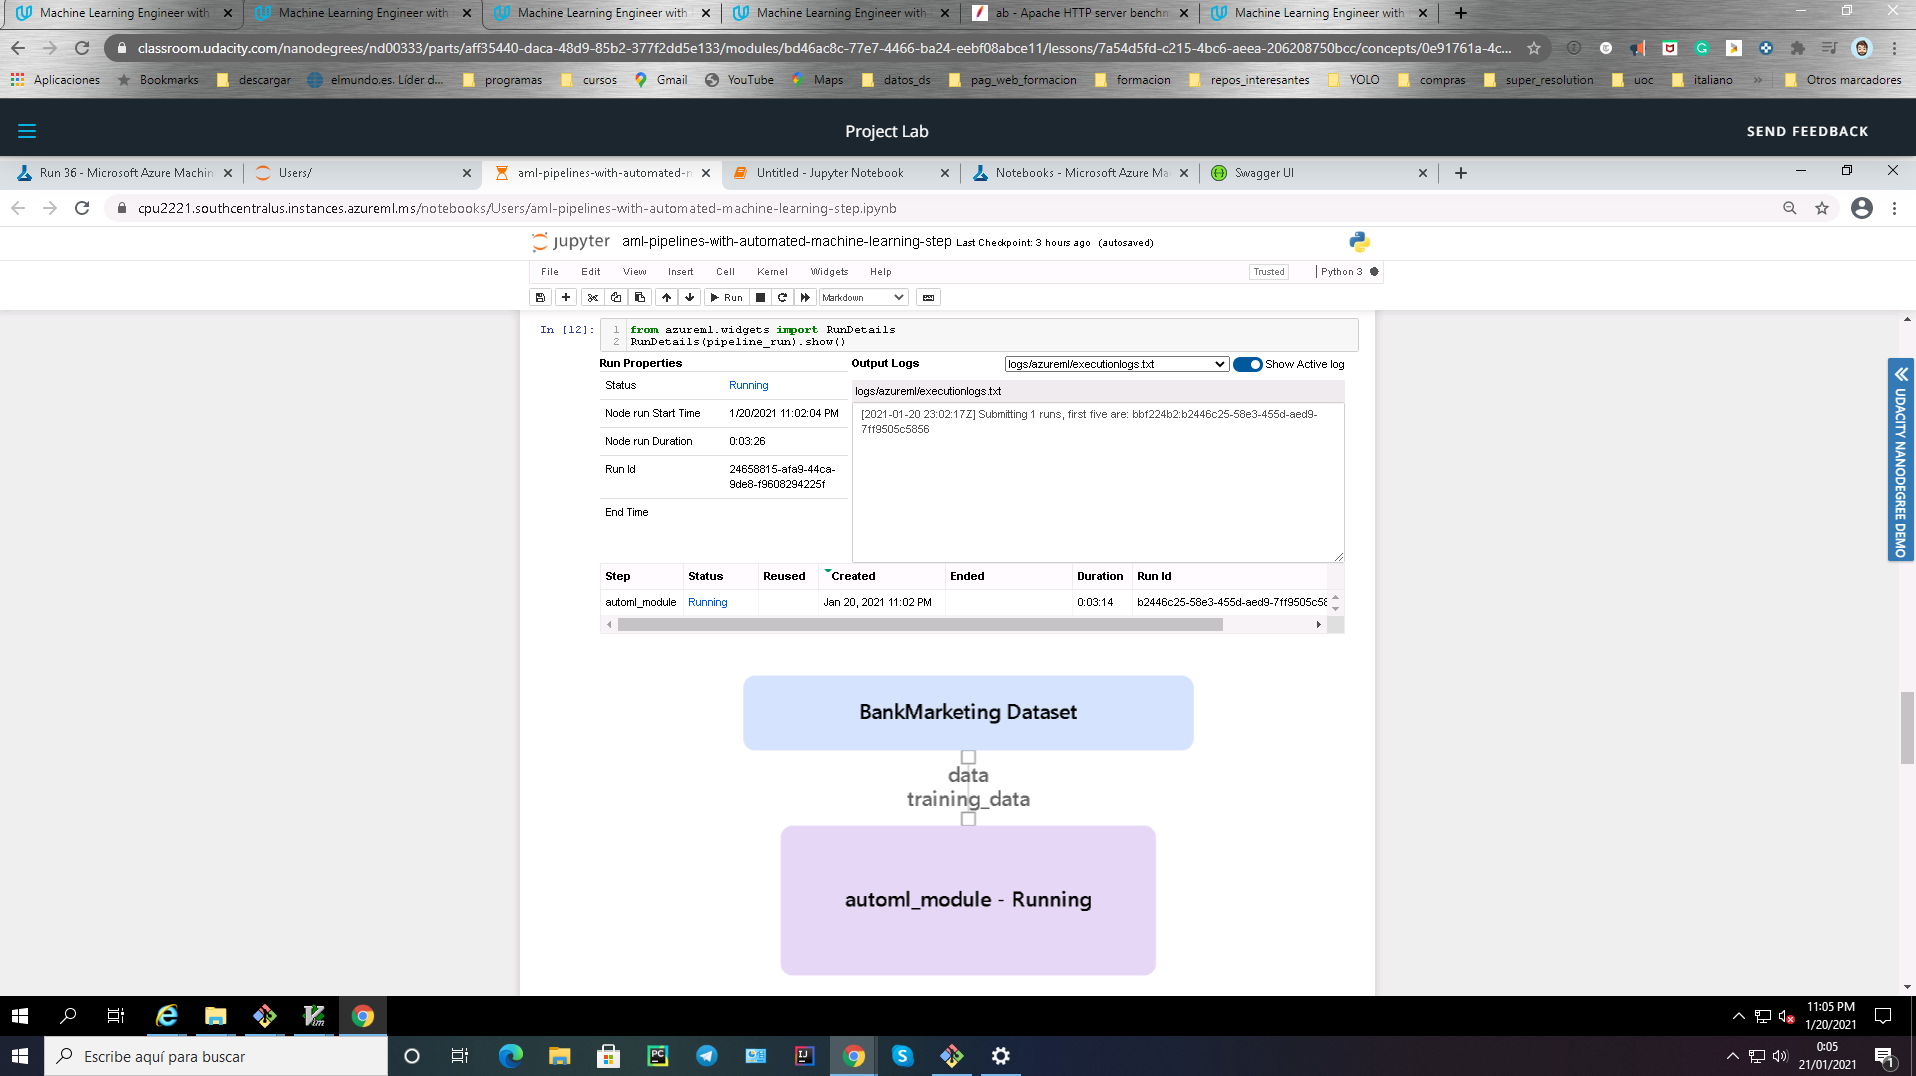 Machine Learning Engineer with
Machine Learning Engineer with
Machine Learning Engineer with
Machine Learning Engineer with
ab - Apache HTTP server benchm
Machine Learning Engineer with
classroom.udacity.com/nanodegrees/nd00333/parts/aff35440-daca-48d9-85b2-377f2dd5e133/modules/bd46ac8c-77e7-4466-ba24-eebf08abce11/lessons/7a54d5fd-c215-4bc6-aeea-206208750bcc/concepts/0e91761a-4c...
Aplicaciones
Bookmarks
descargar
elmundo.es. Líder d...
programas
cursos
Gmail
YouTube
Maps
datos_ds
pag_web_formacion
formacion
repos_interesantes
YOLO
compras
super_resolution
uoc
italiano
»
Otros marcadores
Project Lab
SEND FEEDBACK
Run 36 - Microsoft Azure Machin
Users/
aml-pipelines-with-automated-m
Untitled - Jupyter Notebook
Notebooks - Microsoft Azure Ma
Swagger UI
cpu2221.southcentralus.instances.azureml.ms/notebooks/Users/aml-pipelines-with-automated-machine-learning-step.ipynb
jupyter aml-pipelines-with-automated-machine-learning-step Last Checkpoint: 3 hours ago (autosaved)
File Edit View Insert Cell Kernel Widgets Help
Trusted
Python 3
Run
Markdown
In [12]:
1 from azureml.widgets import RunDetails
2 RunDetails(pipeline_run).show()
Run Properties
Status Running
Node run Start Time 1/20/2021 11:02:04 PM
Node run Duration 0:03:26
Run Id 24658815-afa9-44ca-
9de8-f9608294225f
End Time
Output Logs
logs/azureml/executionlogs.txt
Show Active log
logs/azureml/executionlogs.txt
[2021-01-20 23:02:17Z] Submitting 1 runs, first five are: bbf224b2:b2446c25-58e3-455d-aed9-
7ff9505c5856
Step Status Reused Created Ended Duration Run Id
automl_module Running Jan 20, 2021 11:02 PM 0:03:14 b2446c25-58e3-455d-aed9-7ff9505c58
BankMarketing Dataset
data
training_data
automl_module - Running
UDACITY NANODEGREE DEMO
11:05 PM
1/20/2021
Escribe aquí para buscar
0:05
21/01/2021
1